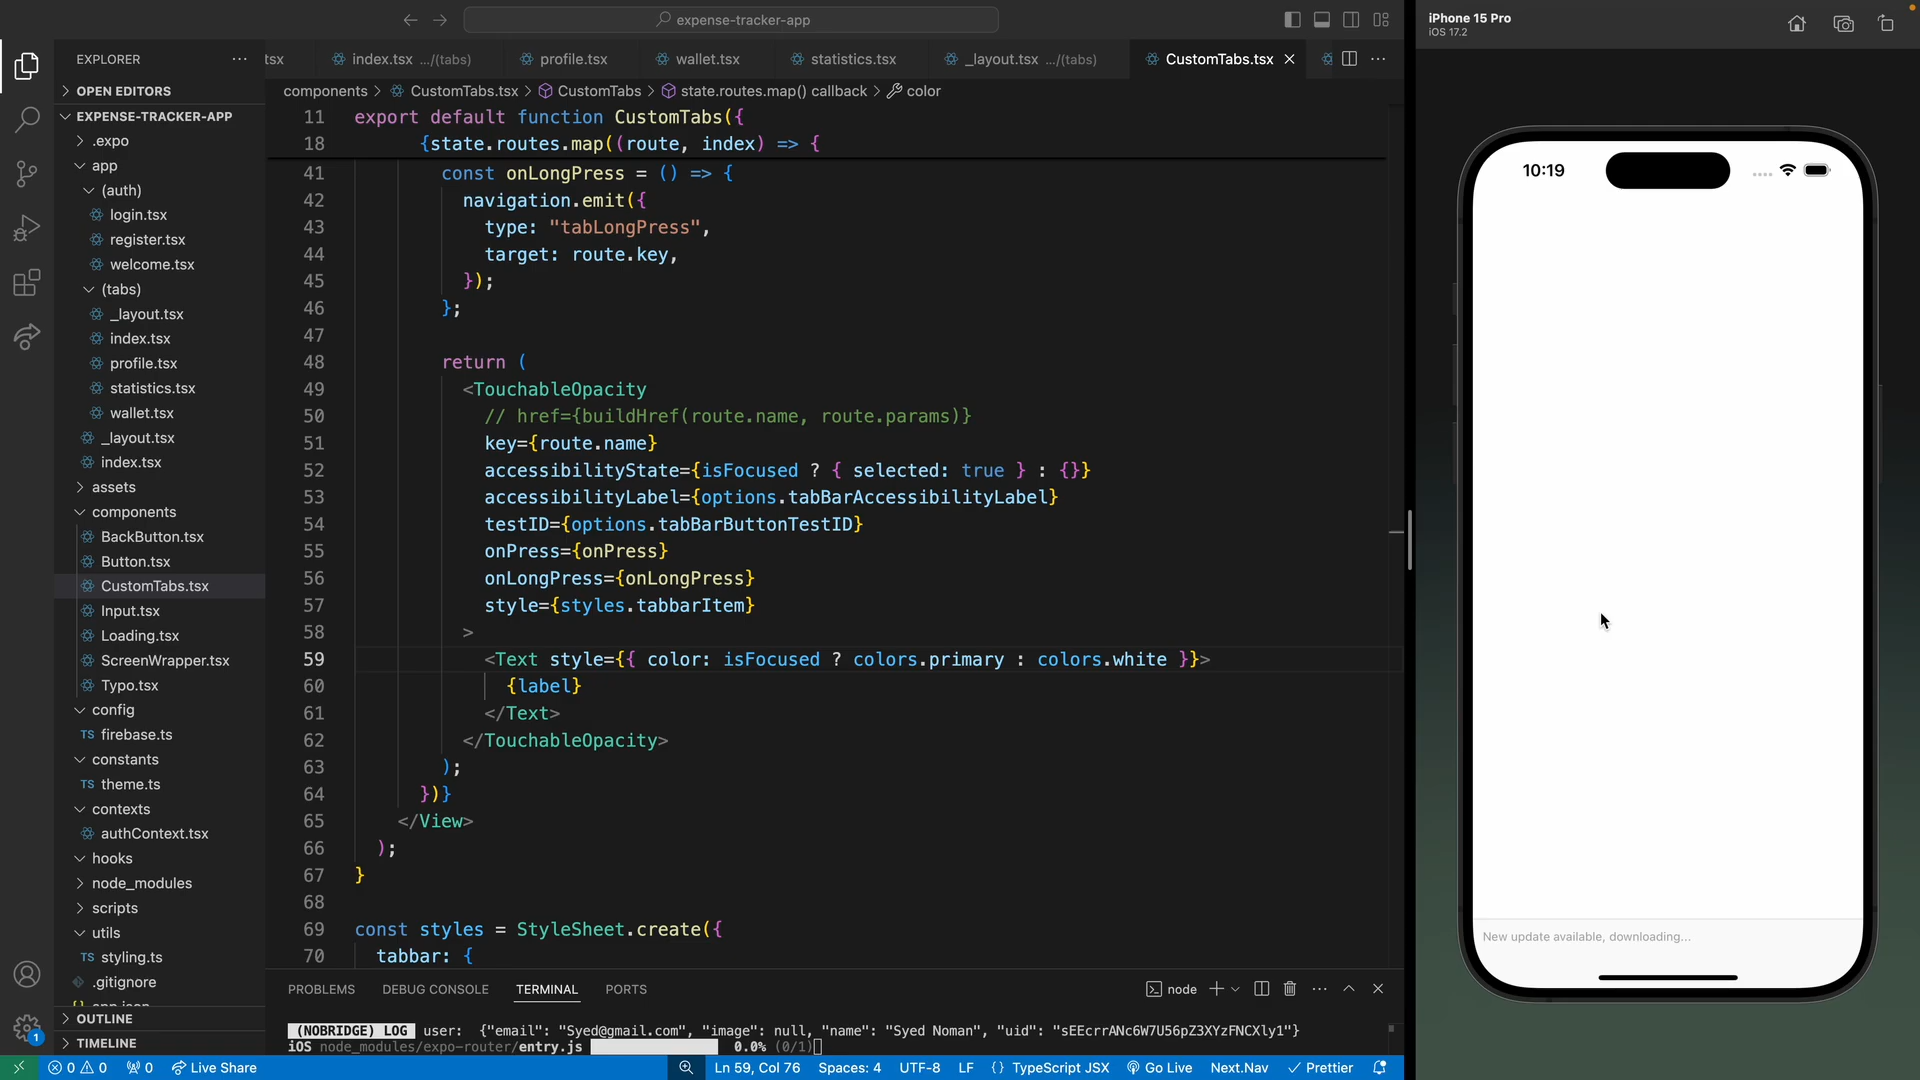 expense-tracker-app
iPhone 15 Pro
iOS 17.2
EXPLORER
tsx
index.tsx .../(tabs)
profile.tsx
wallet.tsx
statistics.tsx
_layout.tsx .../(tabs)
CustomTabs.tsx
components > CustomTabs.tsx > CustomTabs > state.routes.map() callback > color
OPEN EDITORS
EXPENSE-TRACKER-APP
.expo
app
(auth)
login.tsx
register.tsx
welcome.tsx
(tabs)
_layout.tsx
index.tsx
profile.tsx
statistics.tsx
wallet.tsx
_layout.tsx
index.tsx
assets
components
BackButton.tsx
Button.tsx
CustomTabs.tsx
Input.tsx
Loading.tsx
ScreenWrapper.tsx
Typo.tsx
config
TS firebase.ts
constants
TS theme.ts
contexts
authContext.tsx
hooks
node_modules
scripts
utils
TS styling.ts
.gitignore
OUTLINE
TIMELINE
11 export default function CustomTabs({
18 {state.routes.map((route, index) => {
41 const onLongPress = () => {
42 navigation.emit({
43 type: "tabLongPress",
44 target: route.key,
45 });
46 };
47
48 return (
49 <TouchableOpacity
50 // href={buildHref(route.name, route.params)}
51 key={route.name}
52 accessibilityState={isFocused ? { selected: true } : {}}
53 accessibilityLabel={options.tabBarAccessibilityLabel}
54 testID={options.tabBarButtonTestID}
55 onPress={onPress}
56 onLongPress={onLongPress}
57 style={styles.tabbarItem}
58 >
59 <Text style={{ color: isFocused ? colors.primary : colors.white }}>
60 {label}
61 </Text>
62 </TouchableOpacity>
63 );
64 })}
65 </View>
66 );
67 }
68
69 const styles = StyleSheet.create({
70 tabbar: {
PROBLEMS
DEBUG CONSOLE
TERMINAL
PORTS
node
(NOBRIDGE) LOG user: {"email": "Syed@gmail.com", "image": null, "name": "Syed Noman", "uid": "sEEcrrANc6W7U56pZ3XYzFNCXly1"}
iOS node_modules/expo-router/entry.js 0.0% (0/1)
1
0 0 0
Live Share
Ln 59, Col 76
Spaces: 4
UTF-8
LF
{} TypeScript JSX
Go Live
Next.Nav
Prettier
10:19
New update available, downloading...